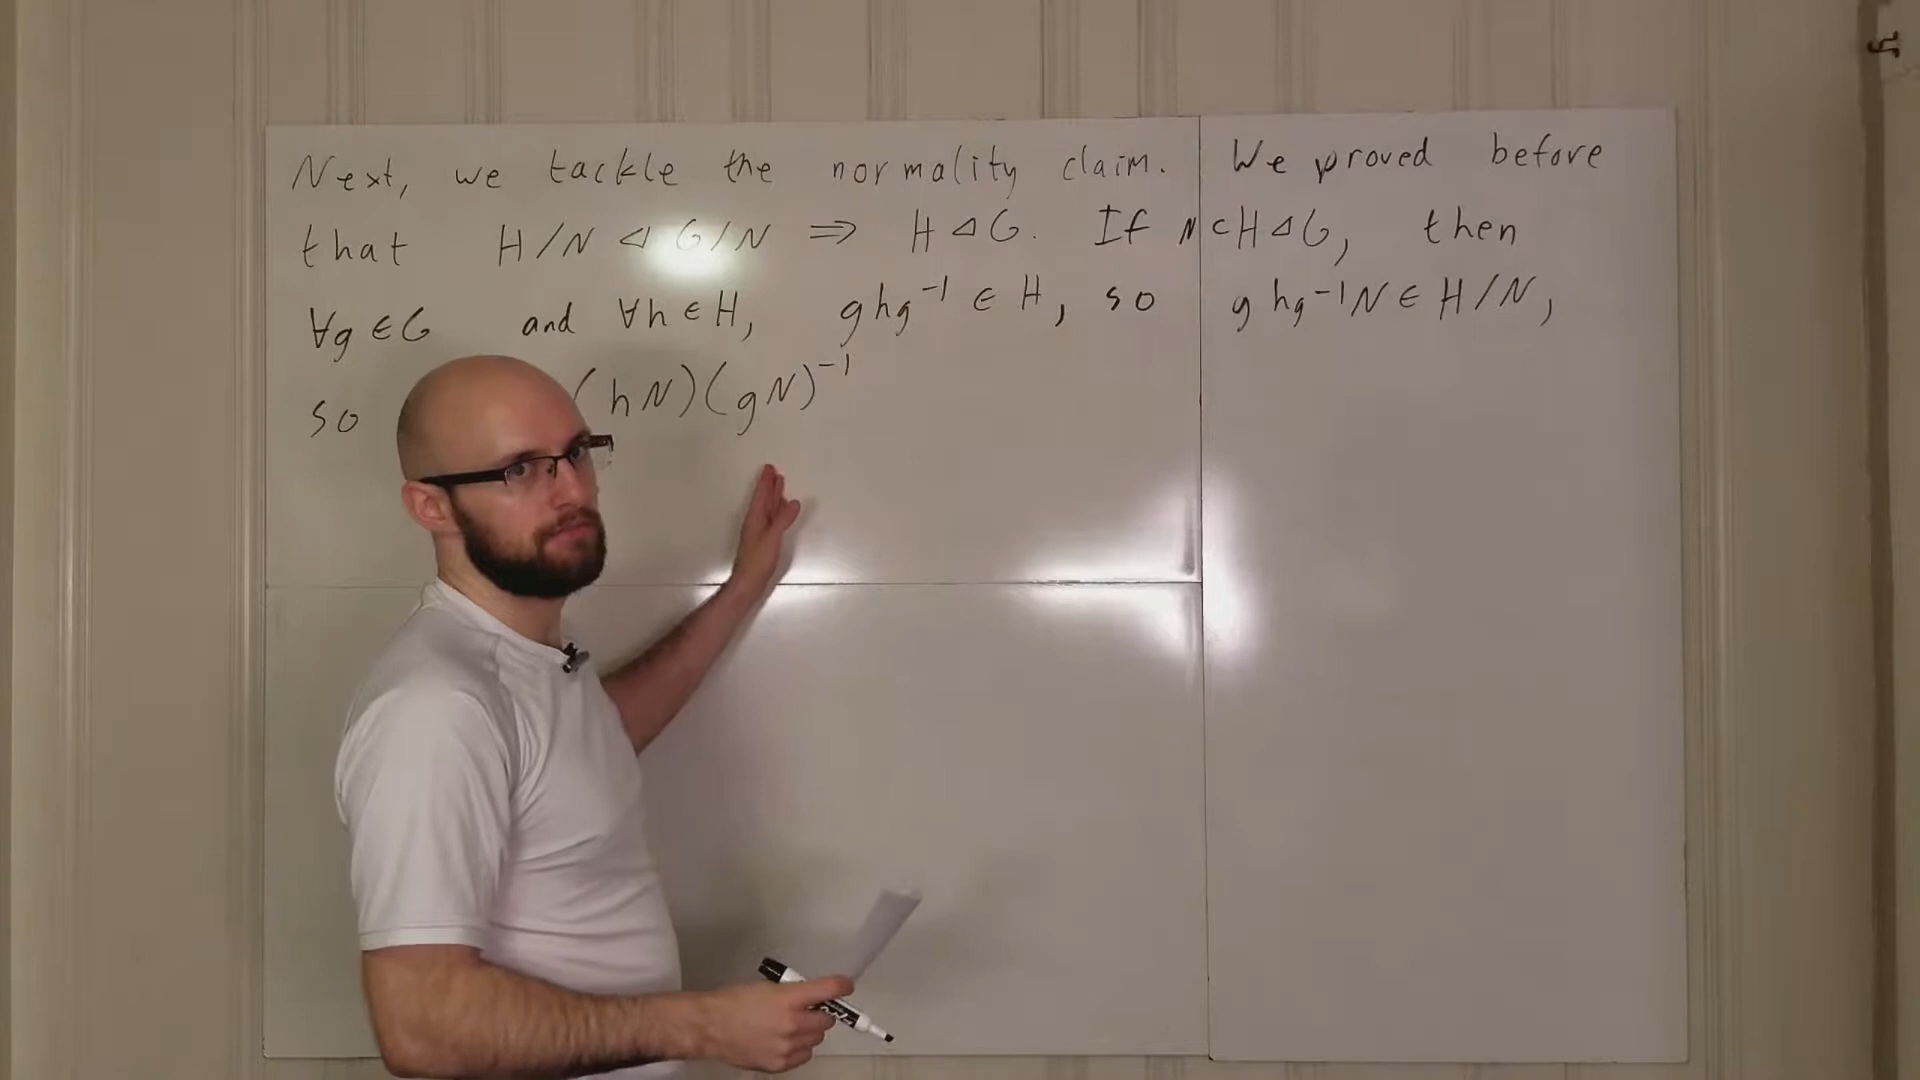 Next, we tackle the normality claim. We proved before
that H/N ⊲ G/N ⇒ H ⊲ G. If N ⊂ H ⊲ G, then
∀g ∈ G and ∀h ∈ H, ghg⁻¹ ∈ H, so ghg⁻¹N ∈ H/N,
so (hN)(gN)⁻¹